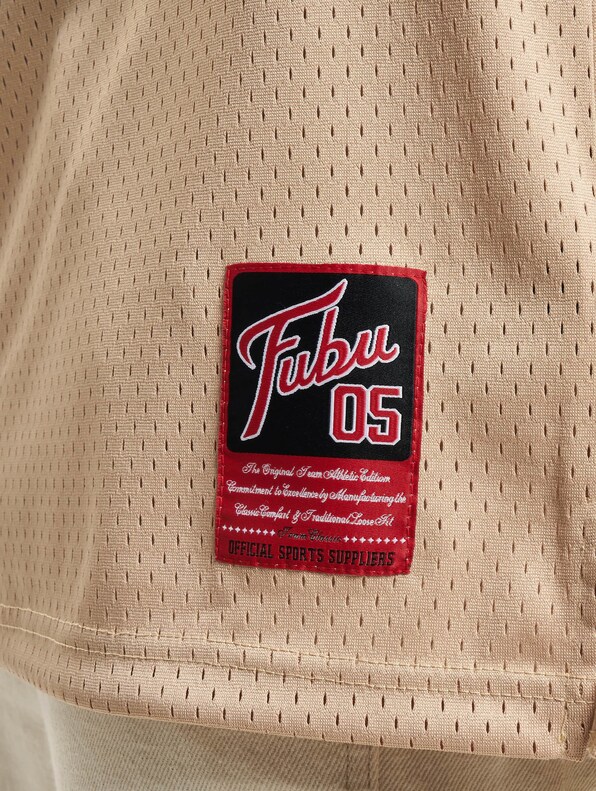 Fubu
05
The Original Team Athletic Edition
Commitment to Excellence by Manufacturing the
Classic Comfort & Traditional Loose Fit
OFFICIAL SPORTS SUPPLIERS